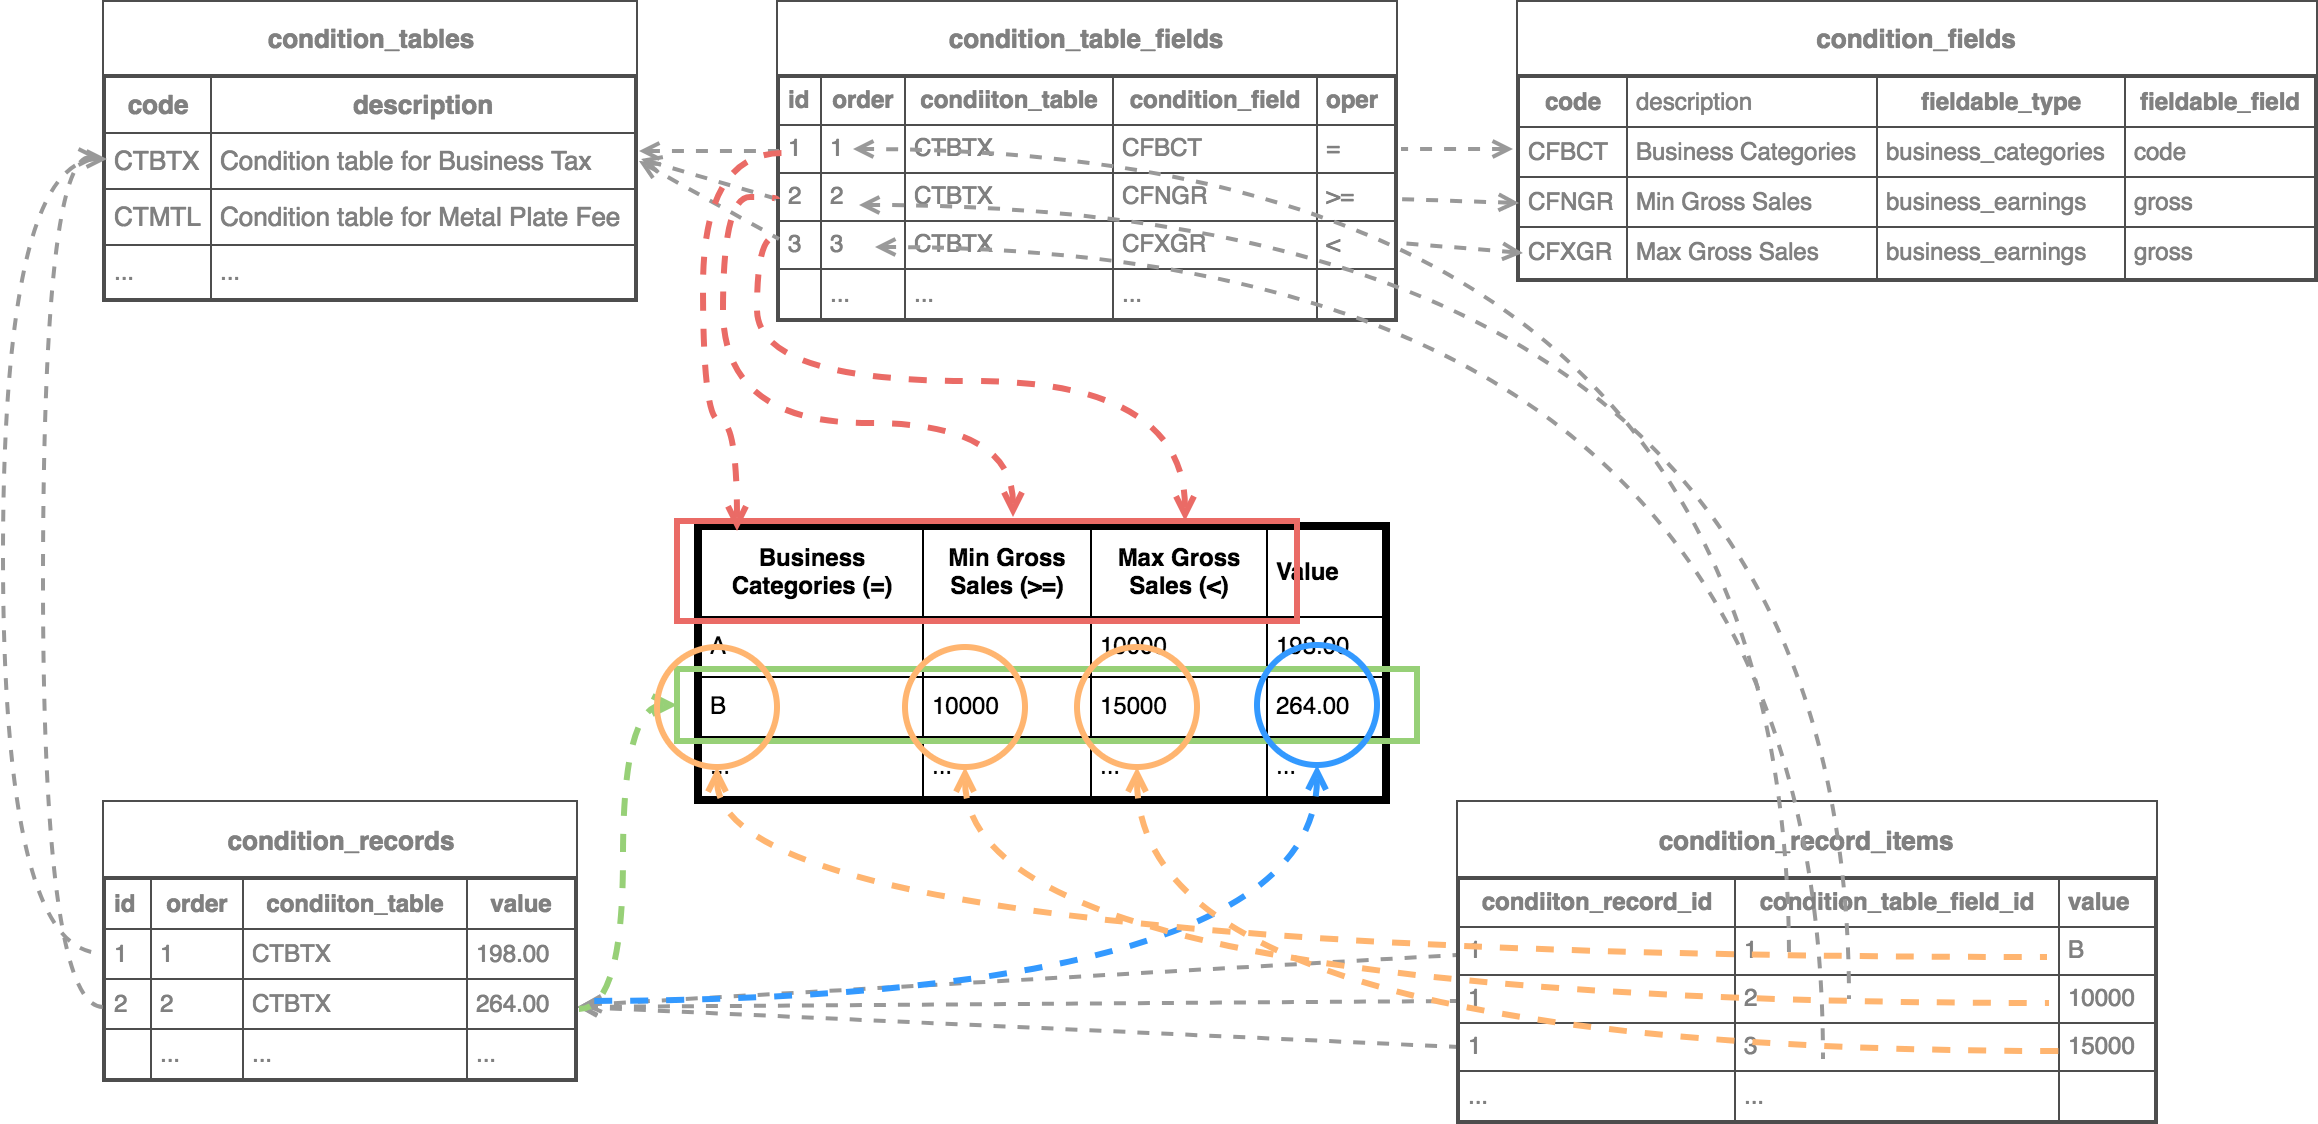 condition_tables
code description
CTBTX Condition table for Business Tax
CTMTL Condition table for Metal Plate Fee
... ...
condition_table_fields
id order condiiton_table condition_field oper
1 1 CTBTX CFBCT =
2 2 CTBTX CFNGR >=
3 3 CTBTX CFXGR <
... ... ...
condition_fields
code description fieldable_type fieldable_field
CFBCT Business Categories business_categories code
CFNGR Min Gross Sales business_earnings gross
CFXGR Max Gross Sales business_earnings gross
Business Categories (=) Min Gross Sales (>=) Max Gross Sales (<) Value
A 10000 198.00
B 10000 15000 264.00
... ... ... ...
condition_records
id order condiiton_table value
1 1 CTBTX 198.00
2 2 CTBTX 264.00
... ... ...
condition_record_items
condiiton_record_id condition_table_field_id value
1 1 B
1 2 10000
1 3 15000
... ...